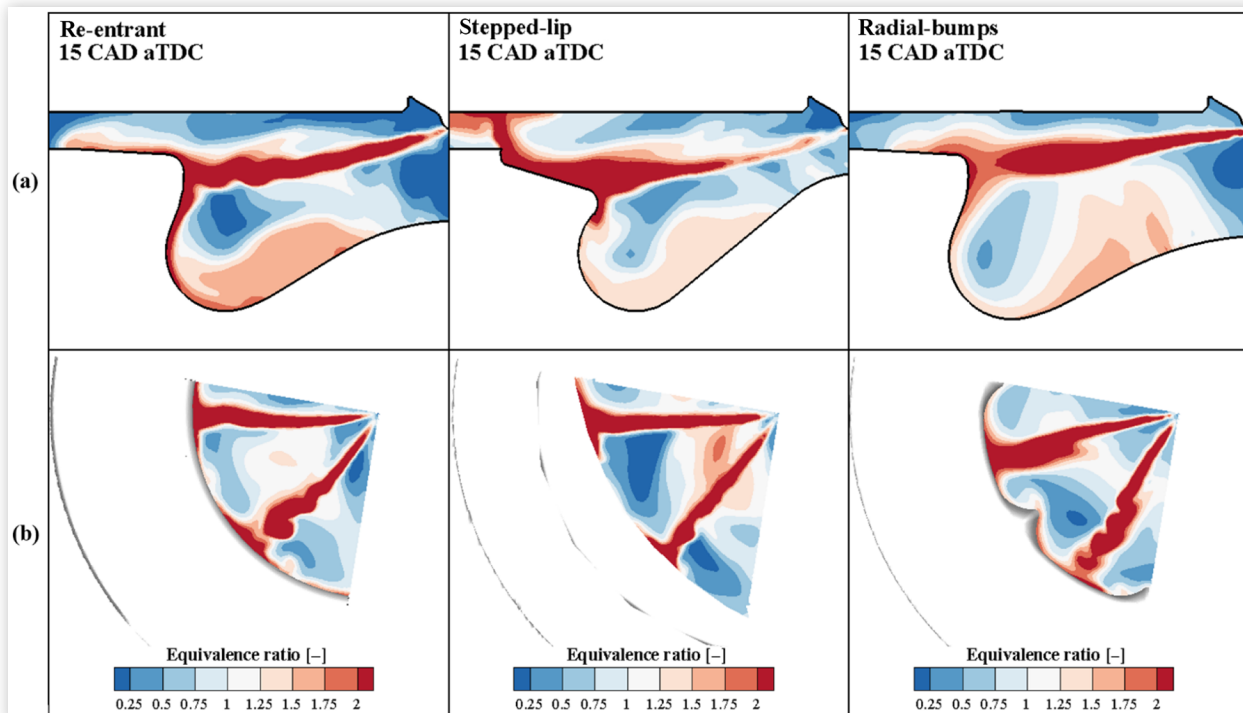 Re-entrant
15 CAD aTDC
Stepped-lip
15 CAD aTDC
Radial-bumps
15 CAD aTDC
(a)
(b)
Equivalence ratio [−]
0.25 0.5 0.75 1 1.25 1.5 1.75 2
Equivalence ratio [−]
0.25 0.5 0.75 1 1.25 1.5 1.75 2
Equivalence ratio [−]
0.25 0.5 0.75 1 1.25 1.5 1.75 2